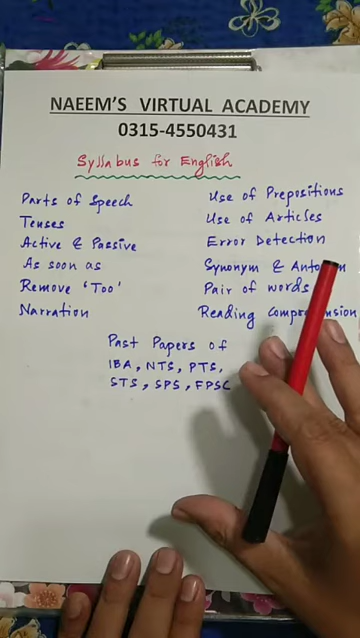 NAEEM'S VIRTUAL ACADEMY
0315-4550431
Syllabus for English
Parts of Speech
Tenses
Active & Passive
As soon as
Remove 'Too'
Narration
Use of Prepositions
Use of Articles
Error Detection
Synonym &
Pair of words
Reading
Past Papers of
IBA, NTS, PTS,
STS, SPS, FPSC